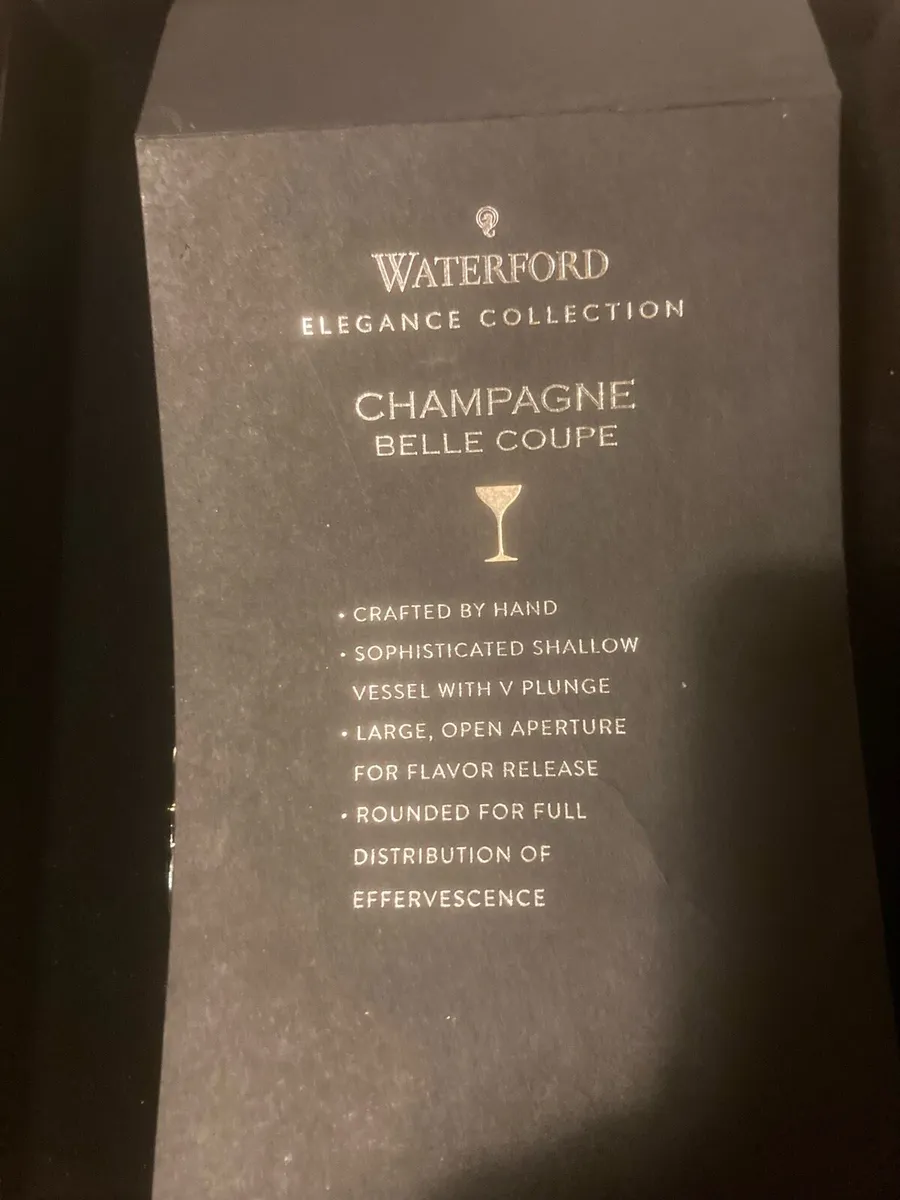 WATERFORD
ELEGANCE COLLECTION
CHAMPAGNE
BELLE COUPE
• CRAFTED BY HAND
• SOPHISTICATED SHALLOW
VESSEL WITH V PLUNGE
• LARGE, OPEN APERTURE
FOR FLAVOR RELEASE
• ROUNDED FOR FULL
DISTRIBUTION OF
EFFERVESCENCE